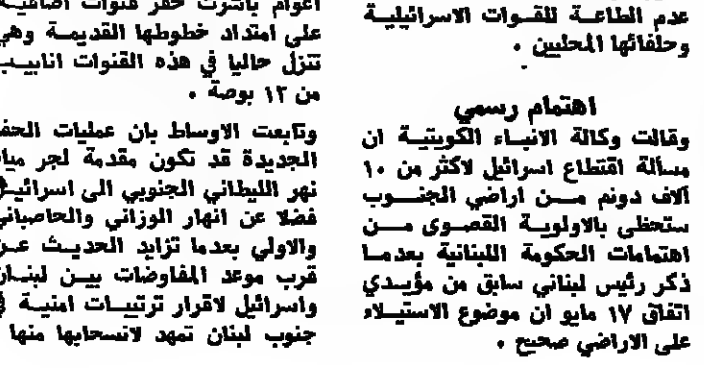 عدم الطاعة للقوات الاسرائيلية
وحلفائها المحليين .
اهتمام رسمي
وقالت وكالة الانباء الكويتية ان
مسألة اقتطاع اسرائيل لاكثر من ١٠
آلاف دونم من اراضي الجنوب
ستحظى بالاولوية القصوى من
اهتمامات الحكومة اللبنانية بعدما
ذكر رئيس لبناني سابق من مؤيدي
اتفاق ١٧ مايو ان موضوع الاستيلاء
على الاراضي صحيح .
اعوام باشرت حفر قنوات اضافية
على امتداد خطوطها القديمة وهي
تنزل حاليا في هذه القنوات انابيب
من ١٢ بوصة .
وتابعت الاوساط بان عمليات الحفر
الجديدة قد تكون مقدمة لجر مياه
نهر الليطاني الجنوبي الى اسرائيل
فضلا عن انهار الوزاني والحاصباني
والاولي بعدما تزايد الحديث عن
قرب موعد المفاوضات بين لبنان
واسرائيل لاقرار ترتيبات امنية في
جنوب لبنان تمهد لانسحابها منها